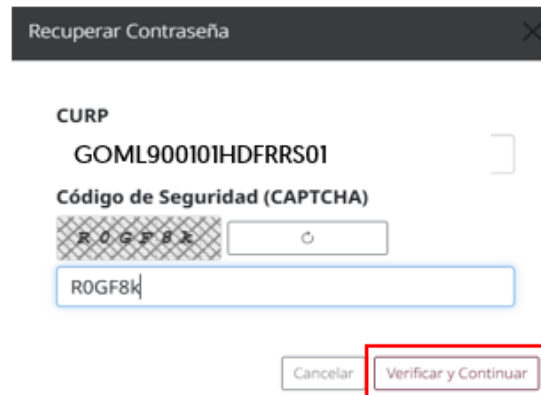 Recuperar Contraseña
CURP
GOML900101HDFRRS01
Código de Seguridad (CAPTCHA)
R0GF8k
R0GF8k
Cancelar Verificar y Continuar